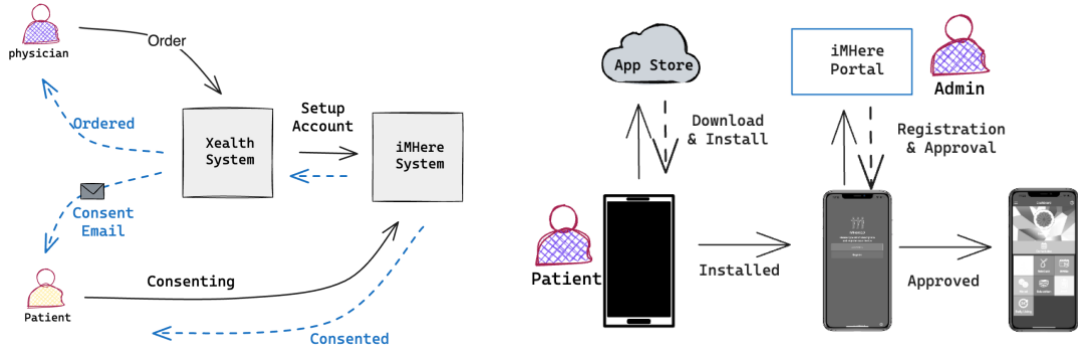 physician
Order
Ordered
Xealth
System
Setup
Account
iMHere
System
Consent
Email
Patient
Consenting
Consented
App Store
Download
& Install
iMHere
Portal
Admin
Registration
& Approval
Patient
Installed
Approved